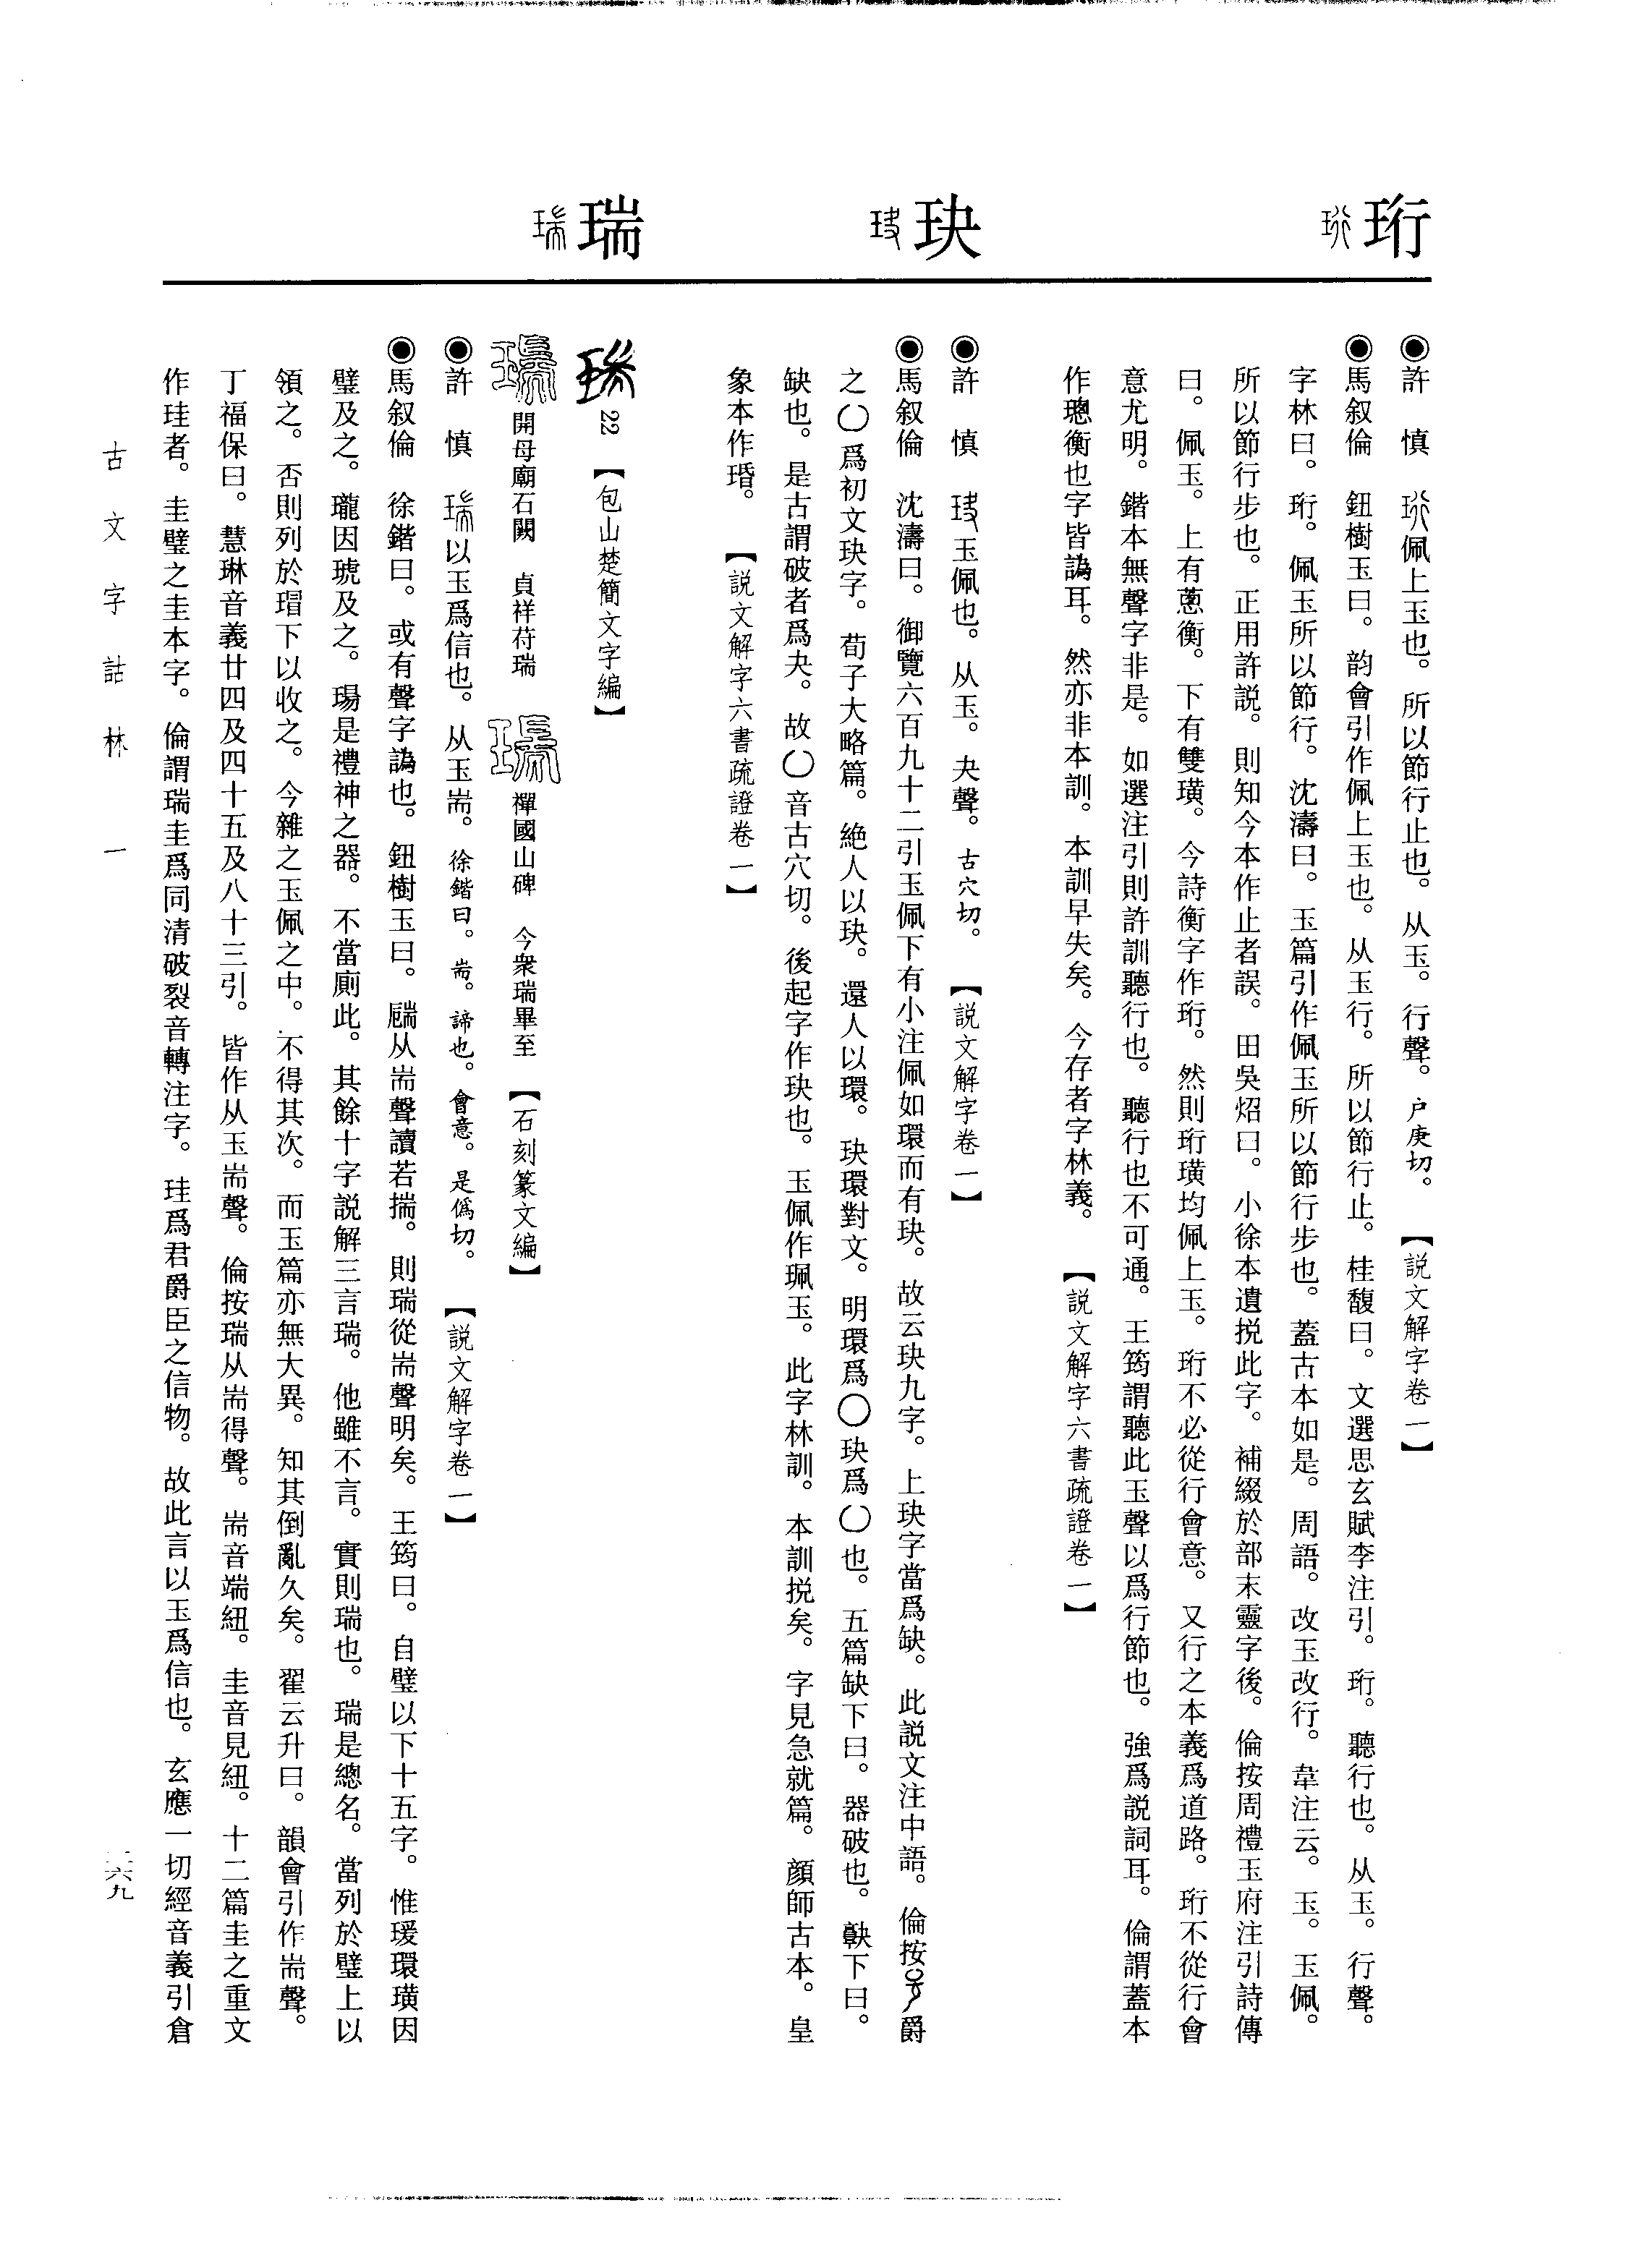 珩
●許　慎　佩上玉也。所以節行止也。从玉。行聲。户庚切。　【説文解字卷一】
●馬叙倫　鈕樹玉曰。韵會引作佩上玉也。从玉行。所以節行止。桂馥曰。文選思玄賦李注引。珩。聽行也。从玉。行聲。
字林曰。珩。佩玉所以節行。沈濤曰。玉篇引作佩玉所以節行步也。蓋古本如是。周語。改玉改行。韋注云。玉。玉佩。
所以節行步也。正用許説。則知今本作止者誤。田吳炤曰。小徐本遺挩此字。補綴於部末靈字後。倫按周禮玉府注引詩傳
曰。佩玉。上有蔥衡。下有雙璜。今詩衡字作珩。然則珩璜均佩上玉。珩不必從行會意。又行之本義爲道路。珩不從行會
意尤明。鍇本無聲字非是。如選注引則許訓聽行也。聽行也不可通。王筠謂聽此玉聲以爲行節也。強爲説詞耳。倫謂蓋本
作璁衡也字皆譌耳。然亦非本訓。本訓早失矣。今存者字林義。　【説文解字六書疏證卷一】
玦
●許　慎　玉佩也。从玉。夬聲。古穴切。　【説文解字卷一】
●馬叙倫　沈濤曰。御覽六百九十二引玉佩下有小注佩如環而有玦。故云玦九字。上玦字當爲缺。此説文注中語。倫按爵
之爲初文玦字。荀子大略篇。絶人以玦。還人以環。玦環對文。明環爲〇玦爲也。五篇缺下曰。器破也。㰯下曰。
缺也。是古謂破者爲夬。故音古穴切。後起字作玦也。玉佩作珮玉。此字林訓。本訓挩矣。字見急就篇。顔師古本。皇
象本作㻛。　【説文解字六書疏證卷一】
瑞
22　【包山楚簡文字編】
開母廟石闕　貞祥苻瑞　禪國山碑　今衆瑞畢至　【石刻篆文編】
●許　慎　以玉爲信也。从玉耑。徐鍇曰。耑。諦也。會意。是僞切。　【説文解字卷一】
●馬叙倫　徐鍇曰。或有聲字譌也。鈕樹玉曰。从耑聲讀若揣。則瑞從耑聲明矣。王筠曰。自璧以下十五字。惟瑗環璜因
璧及之。瓏因琥及之。瑒是禮神之器。不當厠此。其餘十字説解三言瑞。他雖不言。實則瑞也。瑞是總名。當列於璧上以
領之。否則列於瑁下以收之。今雜之玉佩之中。不得其次。而玉篇亦無大異。知其倒亂久矣。翟云升曰。韻會引作耑聲。
丁福保曰。慧琳音義廿四及四十五及八十三引。皆作从玉耑聲。倫按瑞从耑得聲。耑音端紐。圭音見紐。十二篇圭之重文
作珪者。圭璧之圭本字。倫謂瑞圭爲同清破裂音轉注字。珪爲君爵臣之信物。故此言以玉爲信也。玄應一切經音義引倉
古文字詁林　一
二六九